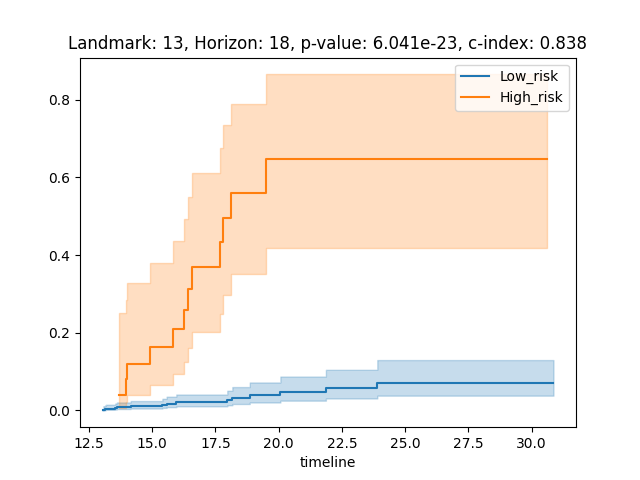 Landmark: 13, Horizon: 18, p-value: 6.041e-23, c-index: 0.838
Low_risk
High_risk
0.8
0.6
0.4
0.2
0.0
12.5 15.0 17.5 20.0 22.5 25.0 27.5 30.0
timeline